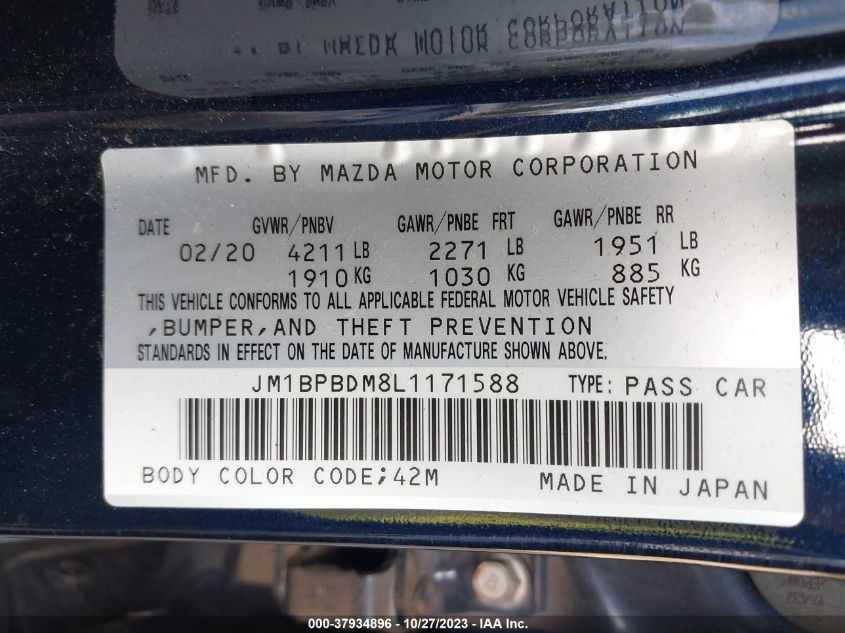 MFD. BY MAZDA MOTOR CORPORATION
DATE GVWR/PNBV GAWR/PNBE FRT GAWR/PNBE RR
02/20 4211 LB 2271 LB 1951 LB
1910 KG 1030 KG 885 KG
THIS VEHICLE CONFORMS TO ALL APPLICABLE FEDERAL MOTOR VEHICLE SAFETY
,BUMPER,AND THEFT PREVENTION
STANDARDS IN EFFECT ON THE DATE OF MANUFACTURE SHOWN ABOVE.
JM1BPBDM8L1171588 TYPE: PASS CAR
BODY COLOR CODE;42M MADE IN JAPAN
000-37934896 - 10/27/2023 - IAA Inc.